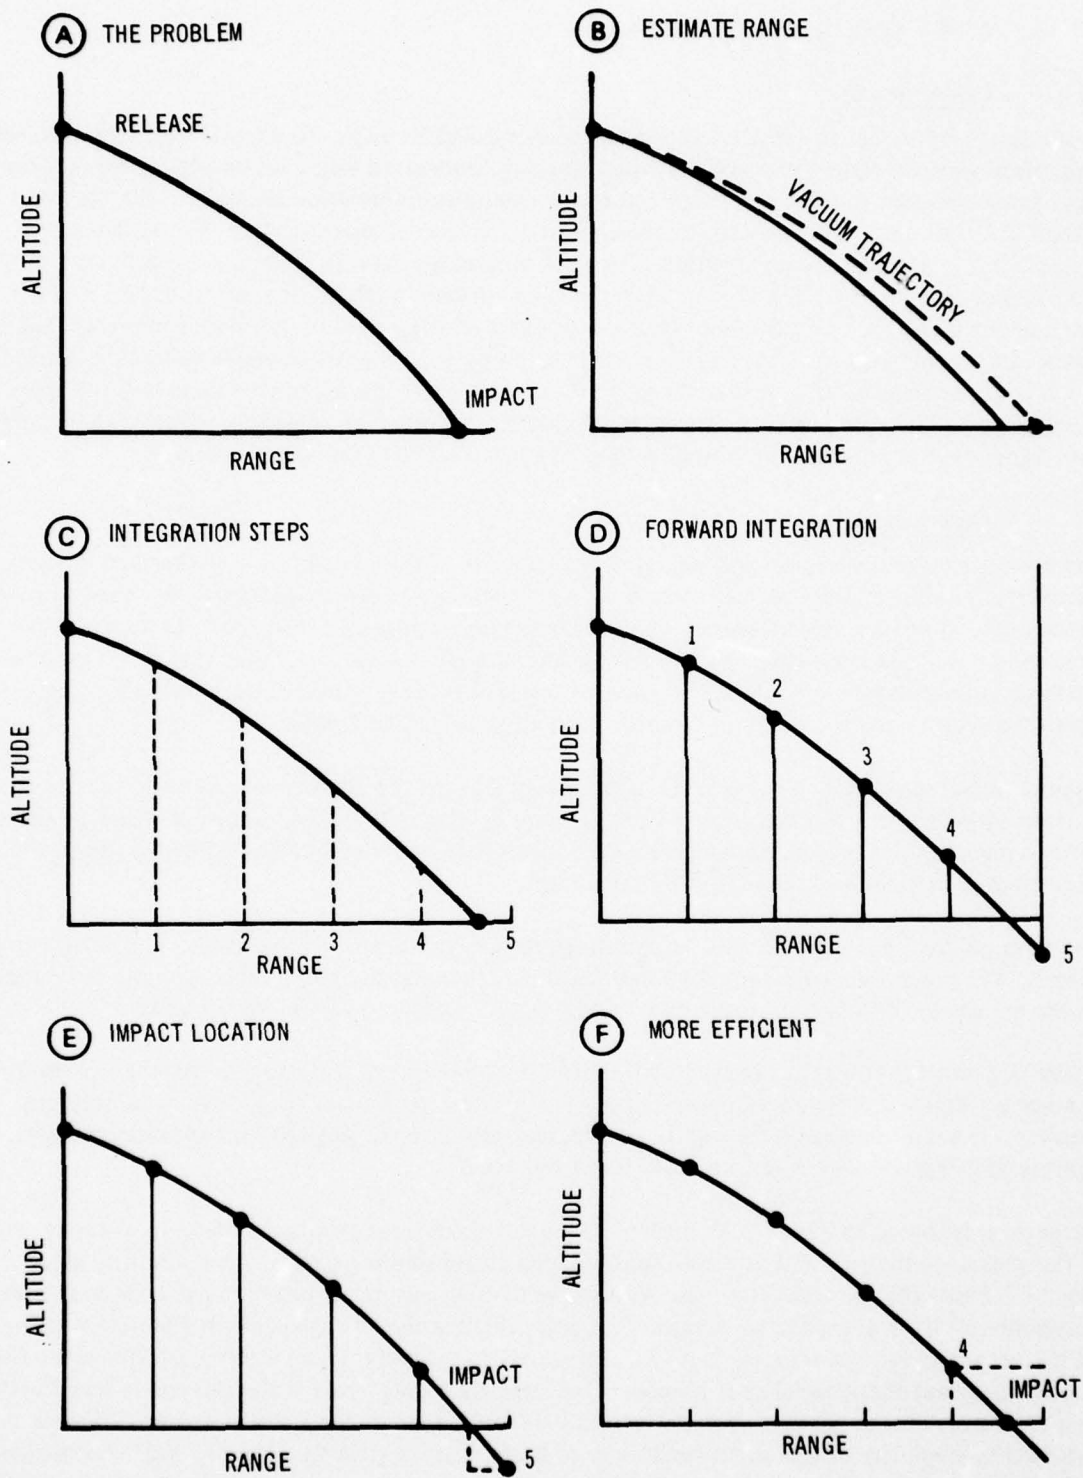 A THE PROBLEM
RELEASE
IMPACT
ALTITUDE
RANGE
B ESTIMATE RANGE
VACUUM TRAJECTORY
ALTITUDE
RANGE
C INTEGRATION STEPS
ALTITUDE
1 2 3 4 5
RANGE
D FORWARD INTEGRATION
1
2
3
4
5
ALTITUDE
RANGE
E IMPACT LOCATION
ALTITUDE
IMPACT
5
RANGE
F MORE EFFICIENT
ALTITUDE
4
IMPACT
RANGE